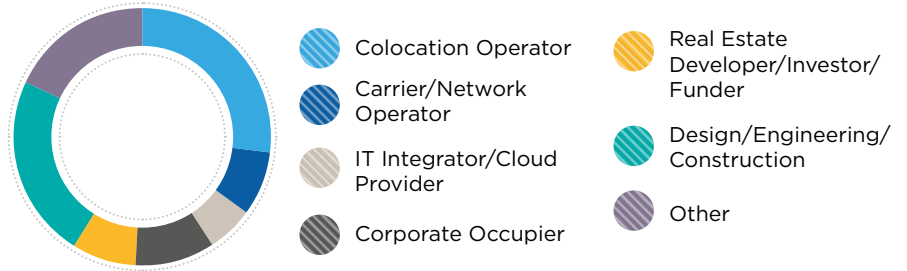 Colocation Operator
Carrier/Network
Operator
IT Integrator/Cloud
Provider
Corporate Occupier
Real Estate
Developer/Investor/
Funder
Design/Engineering/
Construction
Other